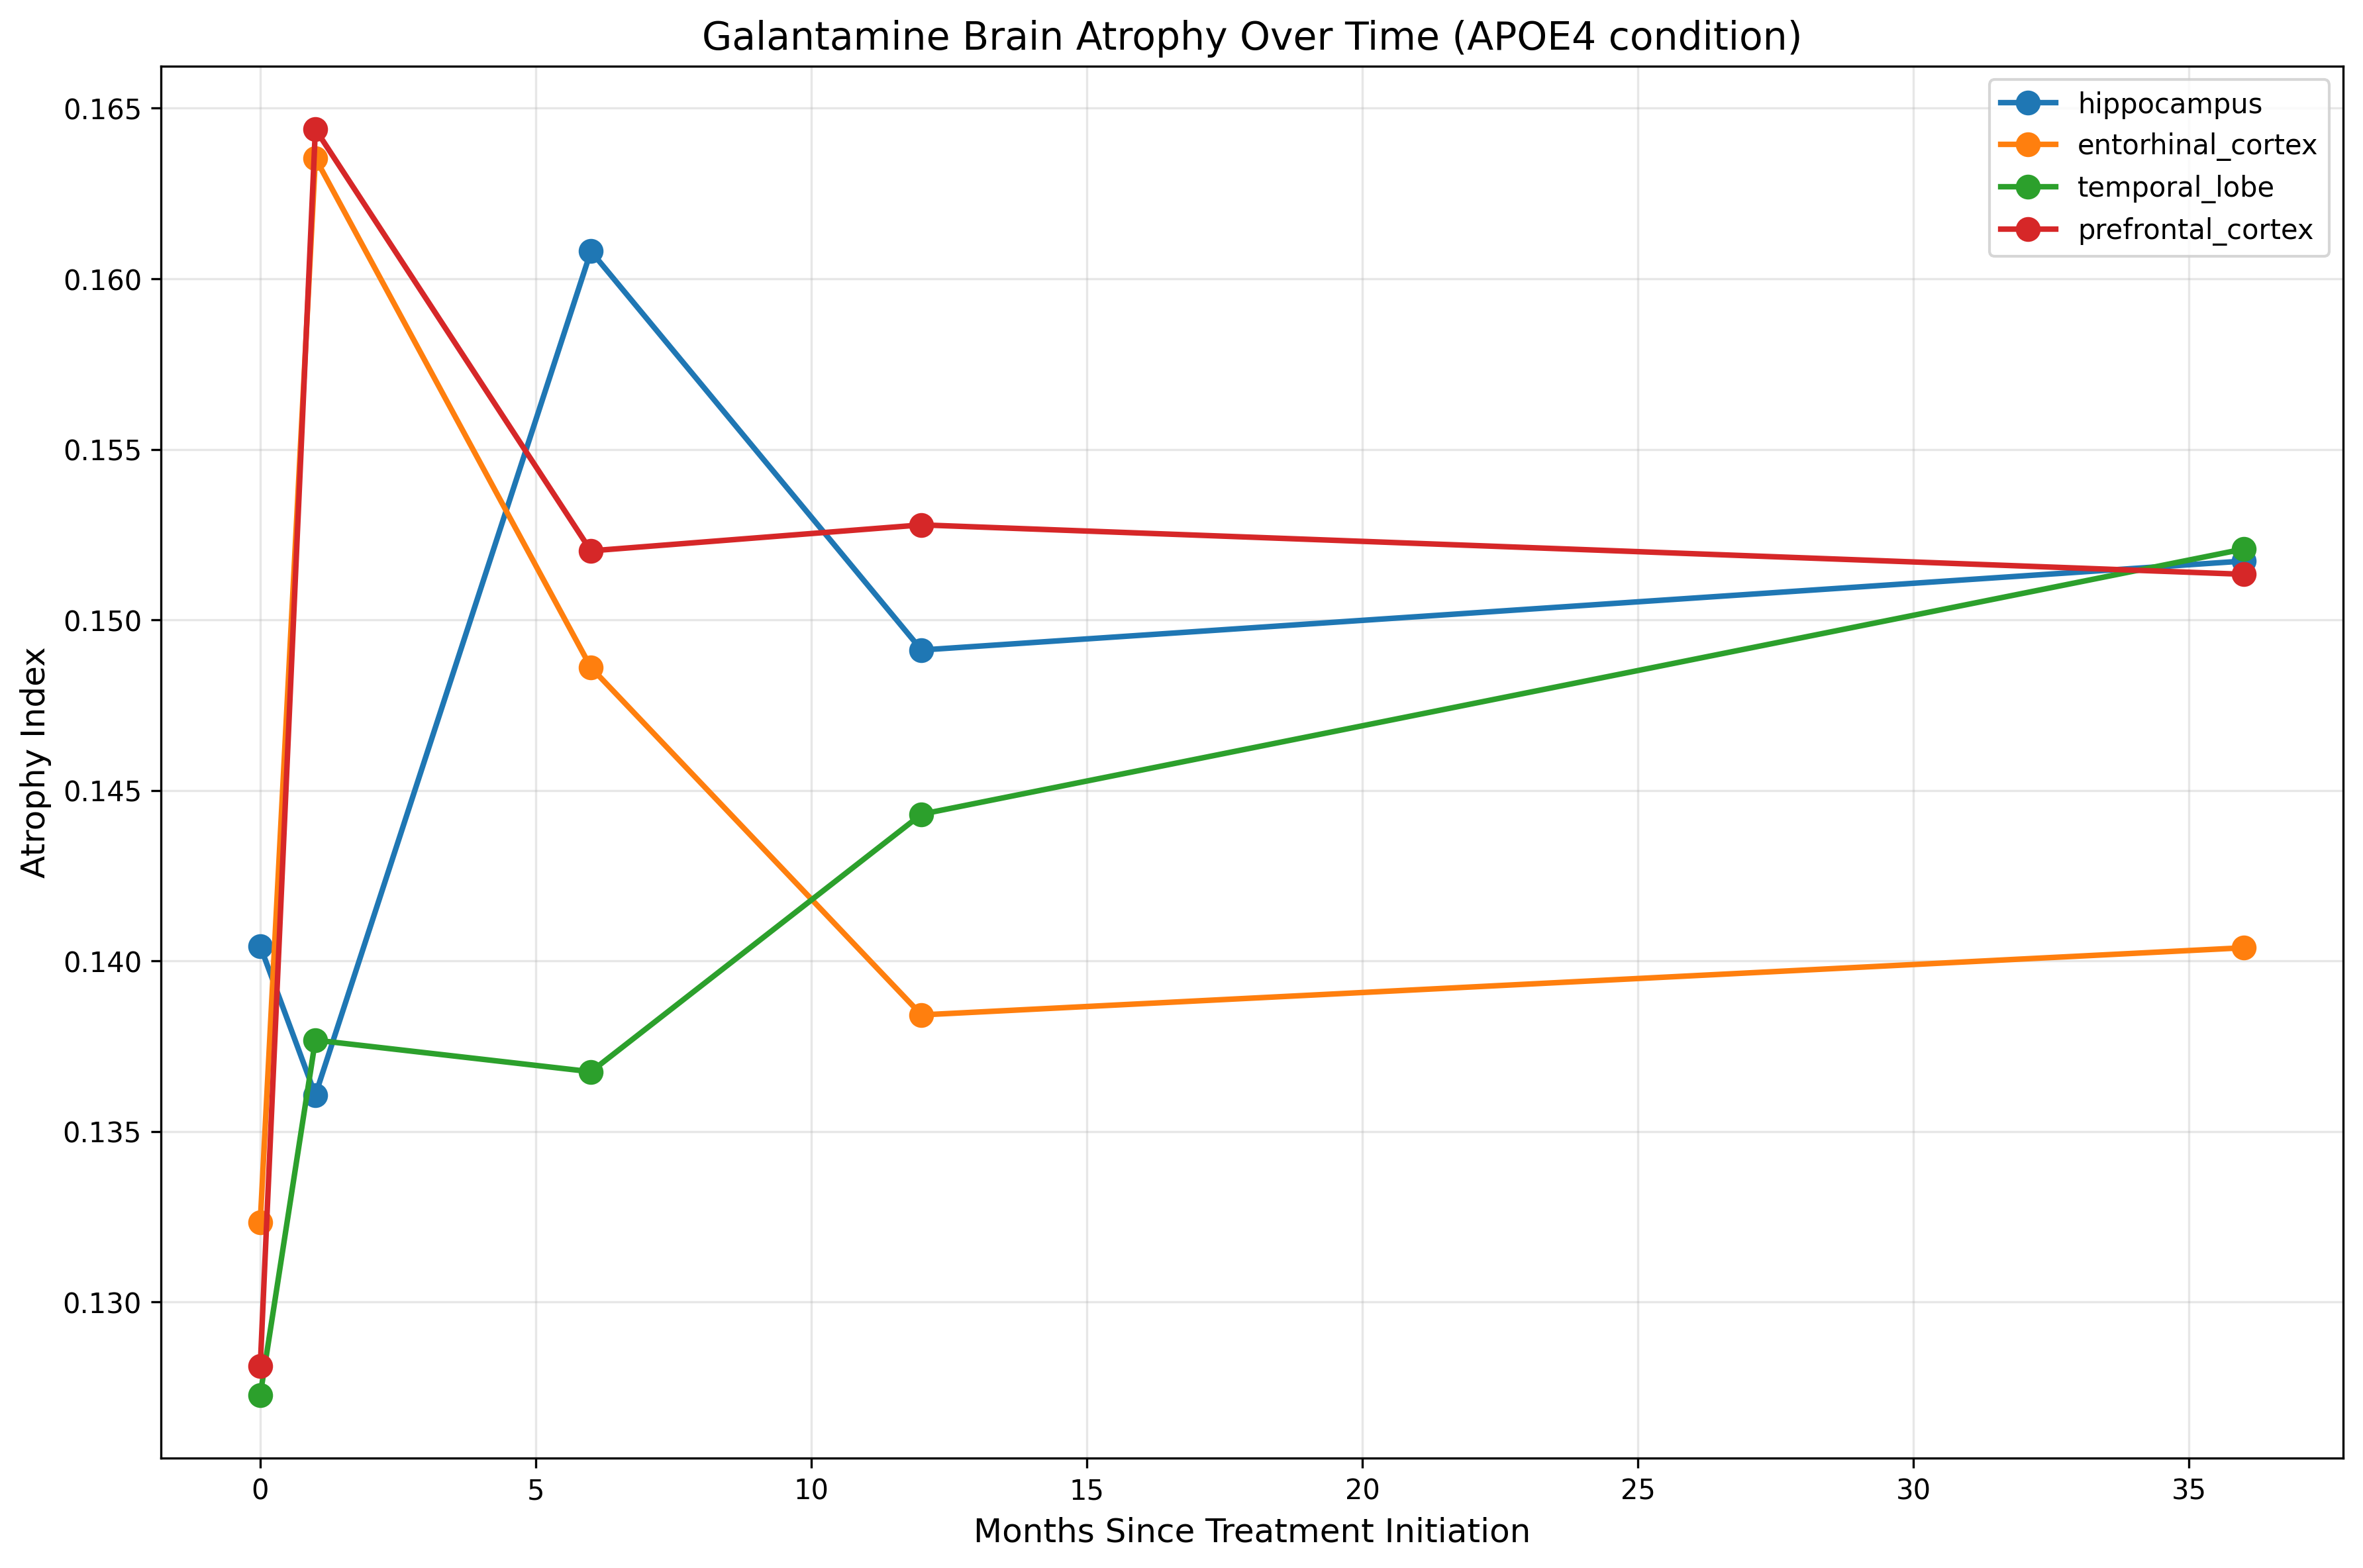 Galantamine Brain Atrophy Over Time (APOE4 condition)
hippocampus
entorhinal_cortex
temporal_lobe
prefrontal_cortex
Atrophy Index
0.165
0.160
0.155
0.150
0.145
0.140
0.135
0.130
0 5 10 15 20 25 30 35
Months Since Treatment Initiation